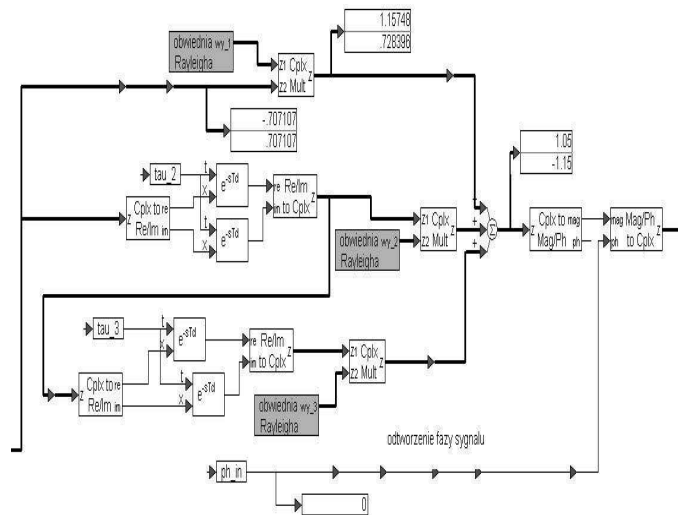 1.15748
.728396
obwiednia wy_1
Rayleigha
z1 Cplx
z2 Mult z
-.707107
.707107
1.05
-1.15
tau_2
t
x
e-sTd
Cplx to re
z Re/Im im
t
x
e-sTd
re Re/Im
im to Cplx z
z1 Cplx
z2 Mult z
obwiednia wy_2
Rayleigha
+
+
+
Σ
Cplx to mag
z Mag/Ph ph
mag Mag/Ph
ph to Cplx
tau_3
t
x
e-sTd
Cplx to re
z Re/Im im
t
x
e-sTd
re Re/Im
im to Cplx z
z1 Cplx
z2 Mult z
obwiednia wy_3
Rayleigha
odtworzenie fazy sygnalu
ph_in
0